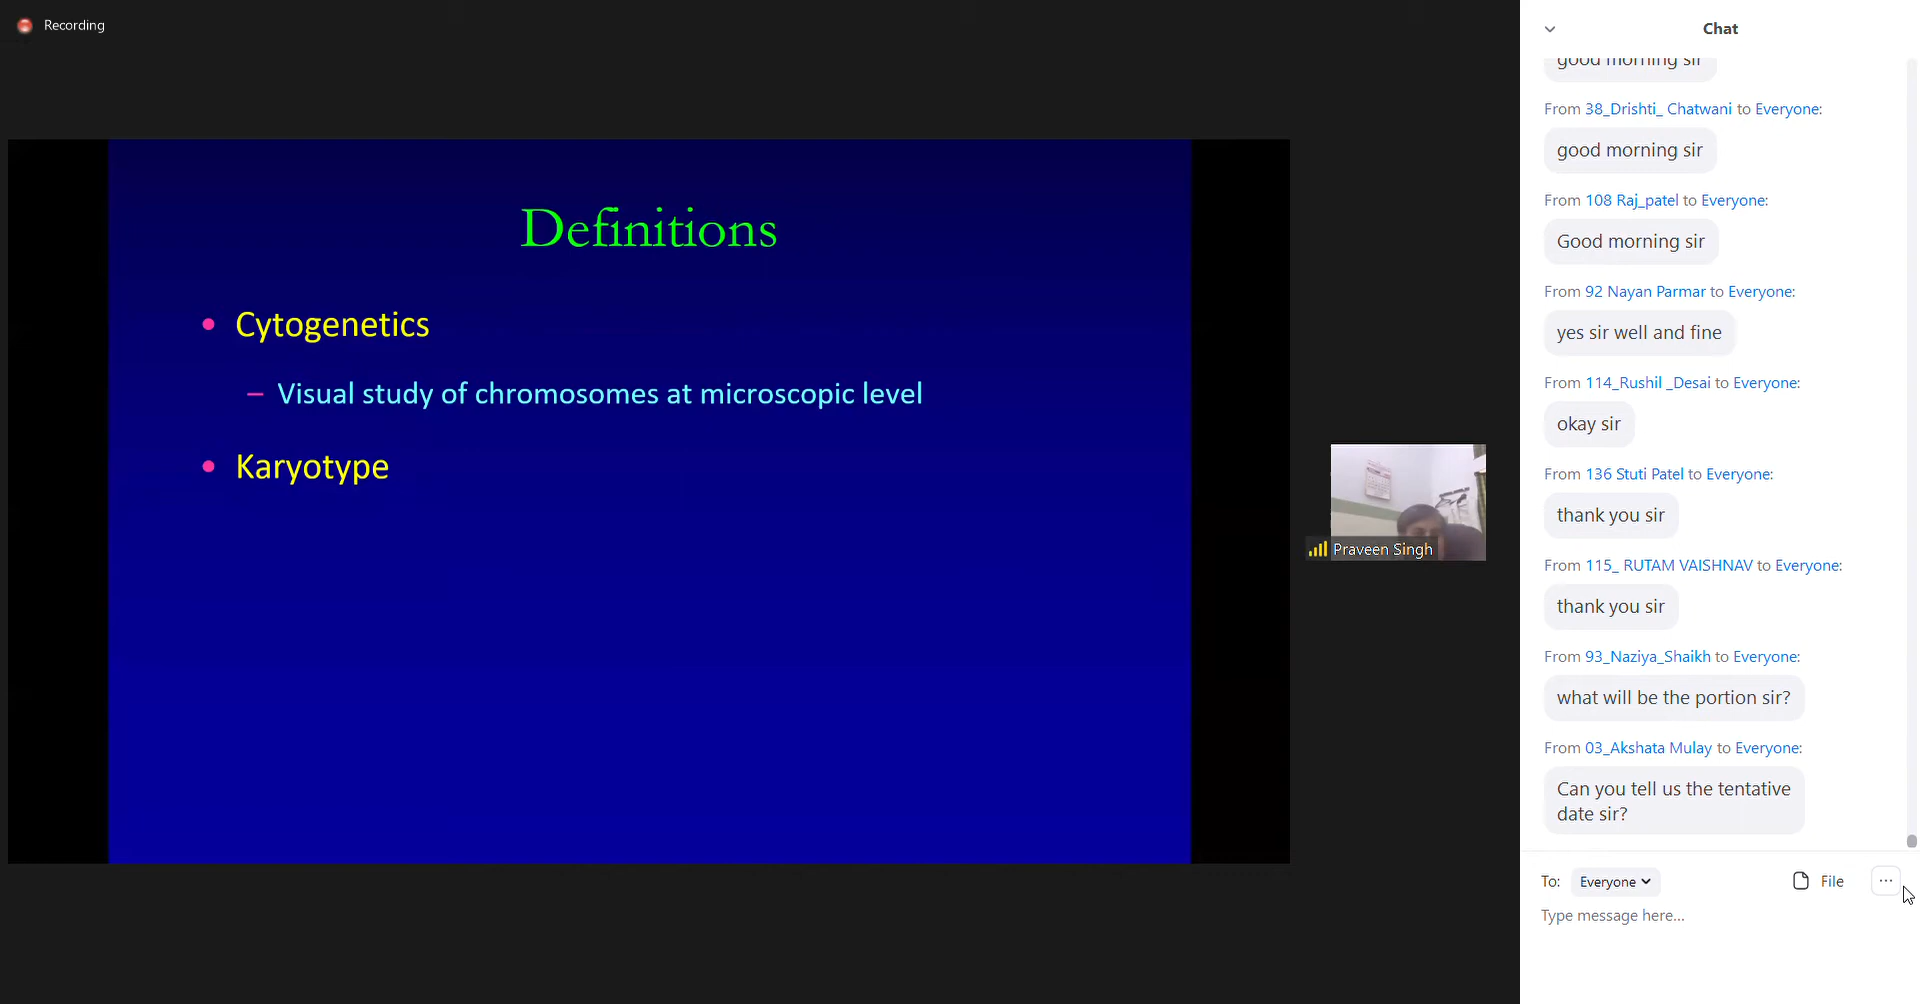 Recording
Definitions
• Cytogenetics
– Visual study of chromosomes at microscopic level
• Karyotype
Praveen Singh
Chat
good morning sir
From 38_Drishti_ Chatwani to Everyone:
good morning sir
From 108 Raj_patel to Everyone:
Good morning sir
From 92 Nayan Parmar to Everyone:
yes sir well and fine
From 114_Rushil _Desai to Everyone:
okay sir
From 136 Stuti Patel to Everyone:
thank you sir
From 115_ RUTAM VAISHNAV to Everyone:
thank you sir
From 93_Naziya_Shaikh to Everyone:
what will be the portion sir?
From 03_Akshata Mulay to Everyone:
Can you tell us the tentative
date sir?
To: Everyone File ...
Type message here...